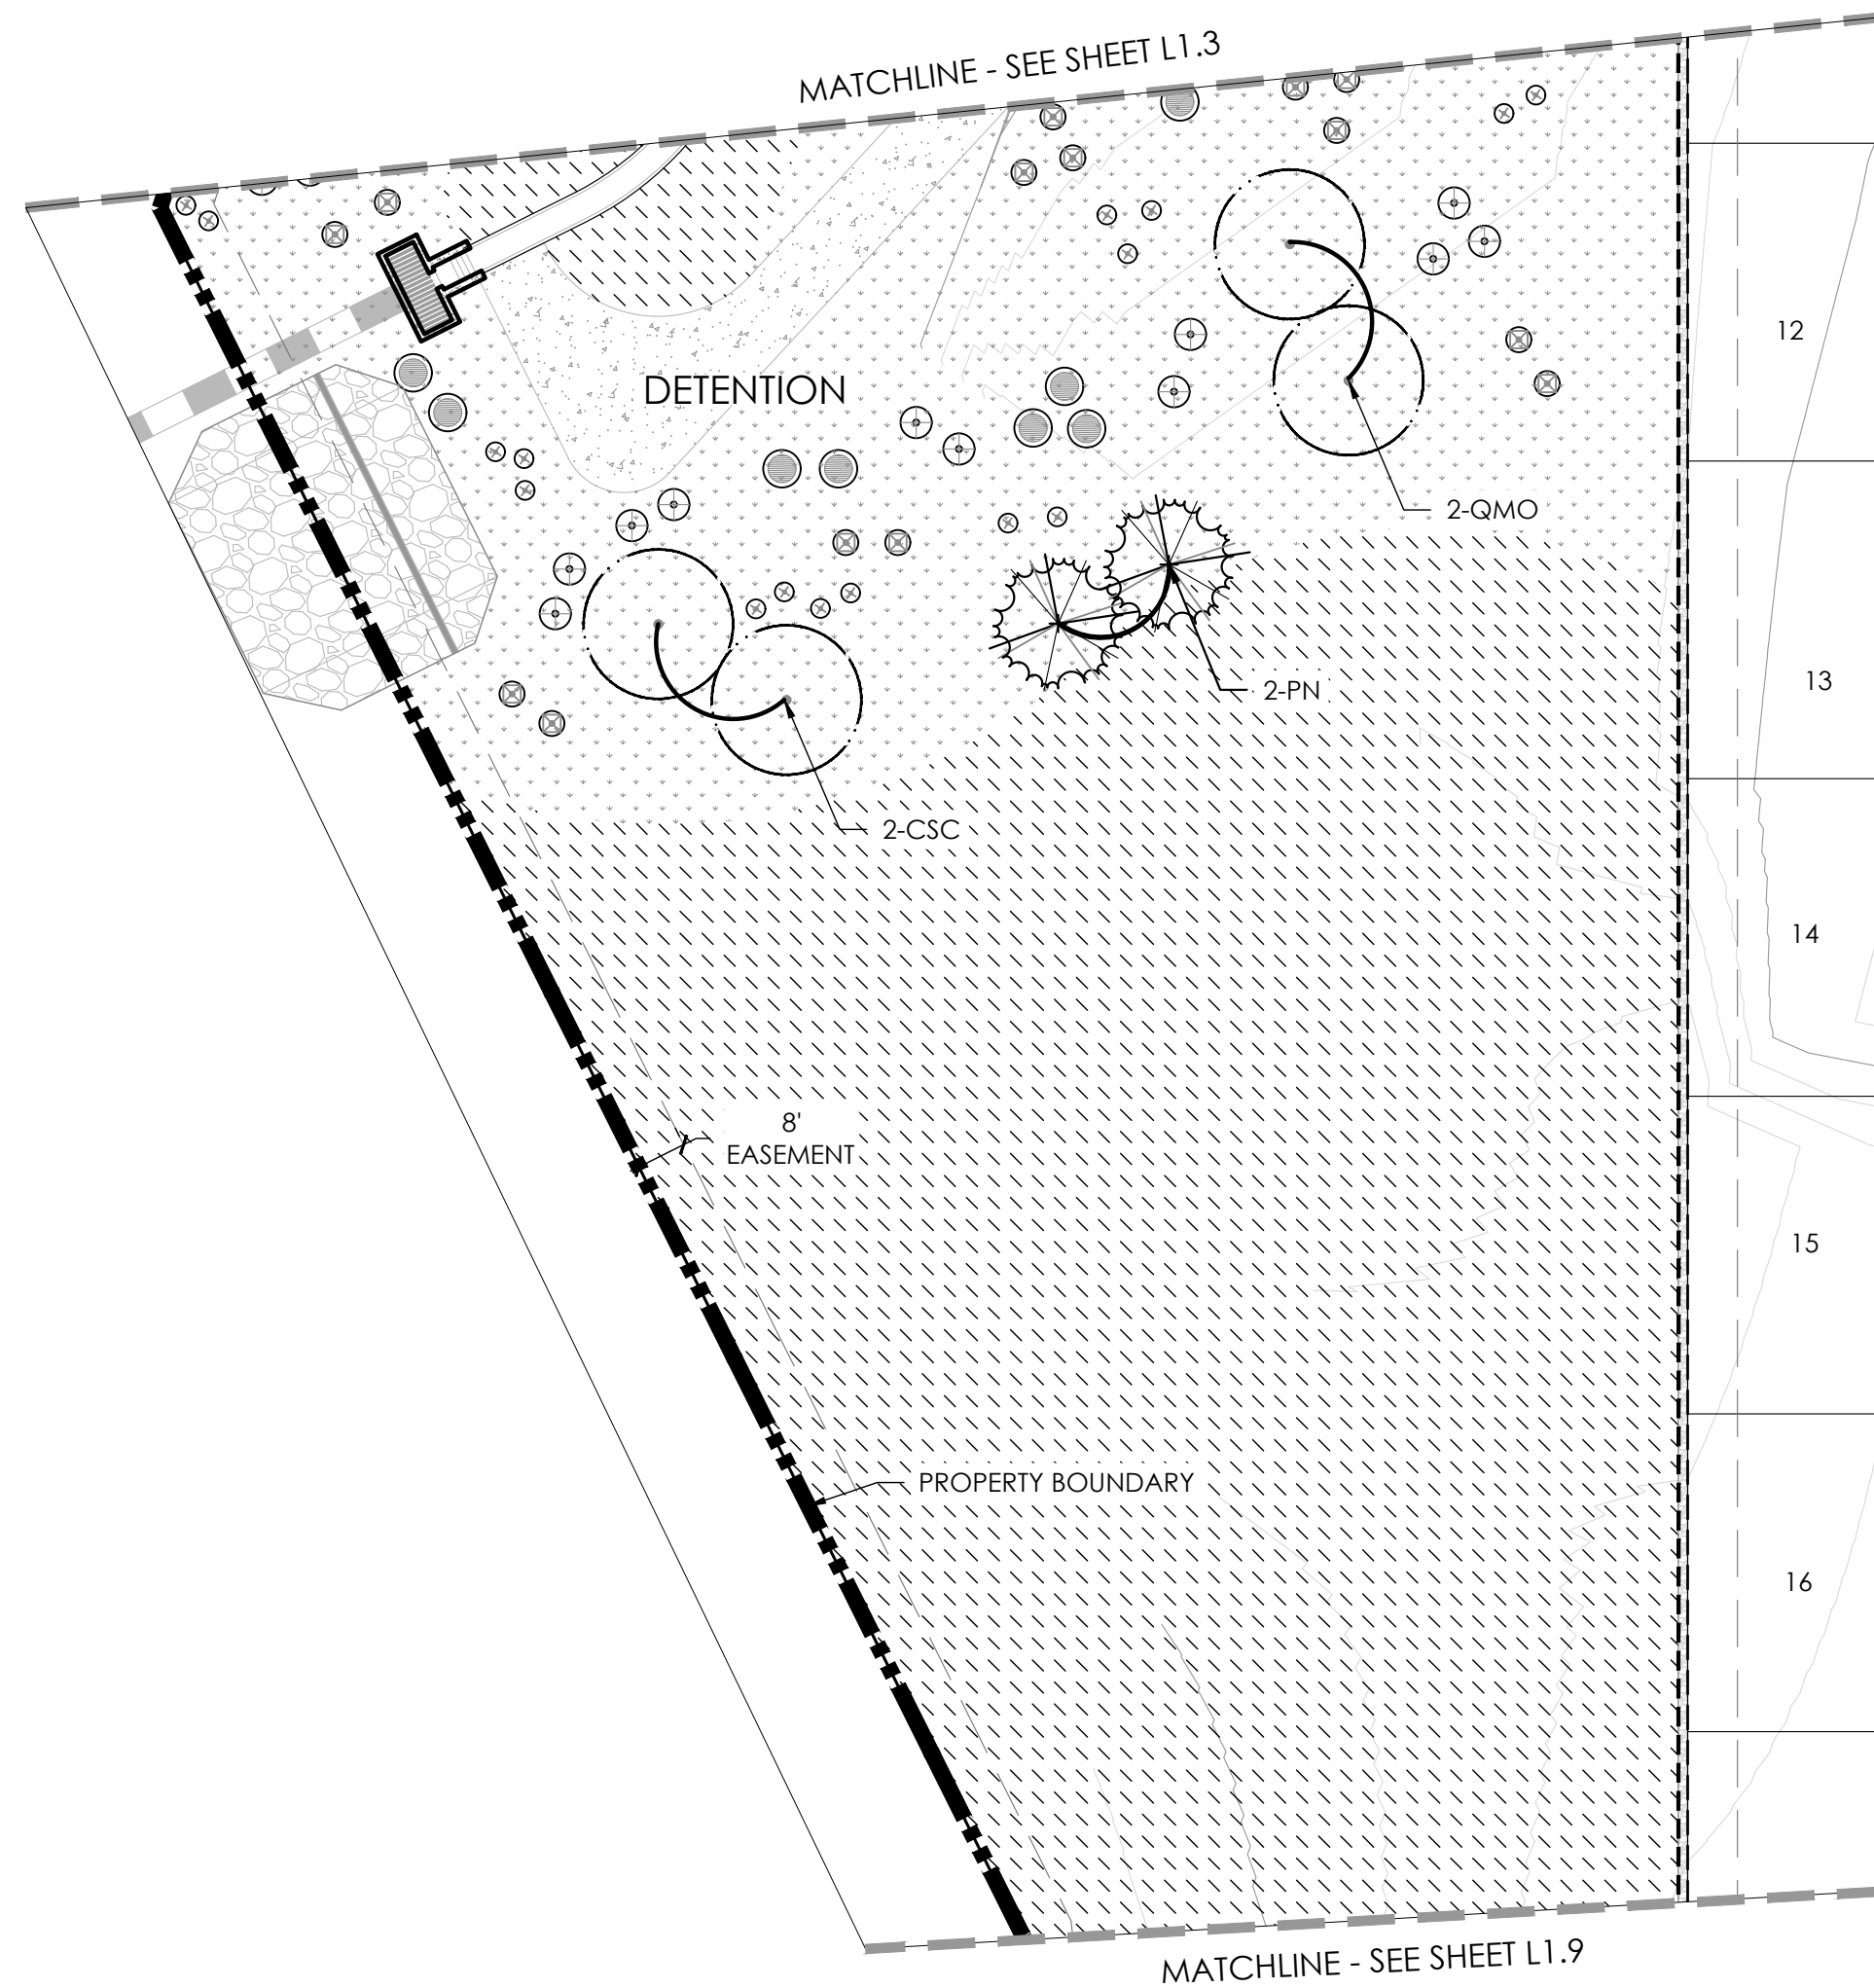 MATCHLINE - SEE SHEET L1.3
12
DETENTION
2-QMO
13
2-PN
2-CSC
14
8'
EASEMENT
15
PROPERTY BOUNDARY
16
MATCHLINE - SEE SHEET L1.9